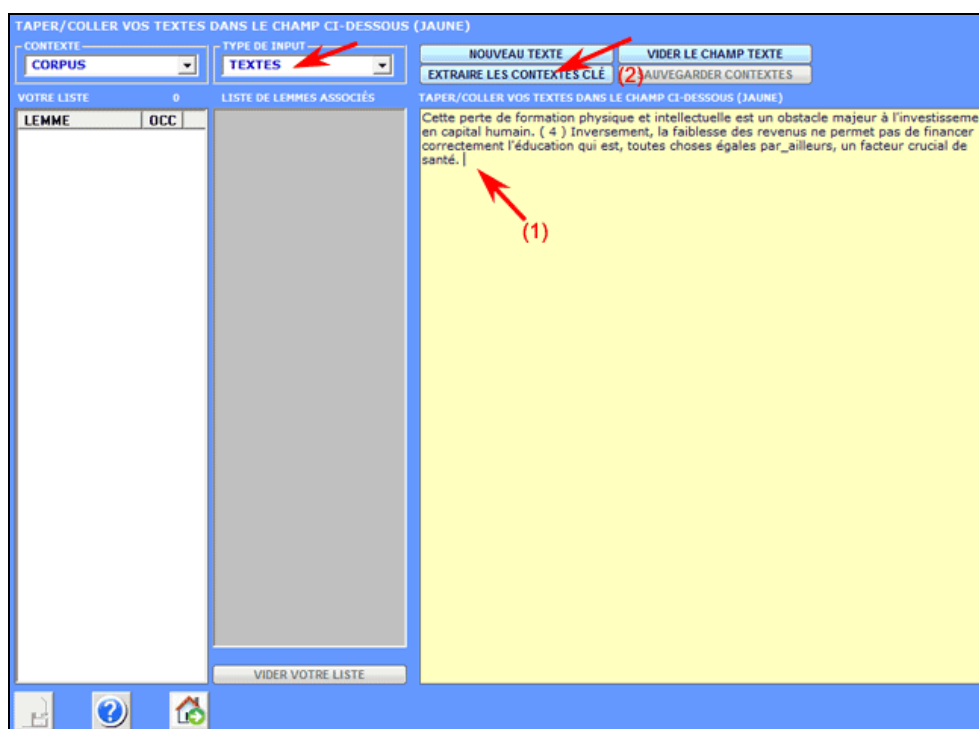 TAPER/COLLER VOS TEXTES DANS LE CHAMP CI-DESSOUS (JAUNE)
CONTEXTE
CORPUS
TYPE DE INPUT
TEXTES
NOUVEAU TEXTE
VIDER LE CHAMP TEXTE
EXTRAIRE LES CONTEXTES CLÉ
(2)
SAUVEGARDER CONTEXTES
VOTRE LISTE 0
LISTE DE LEMMES ASSOCIÉS
TAPER/COLLER VOS TEXTES DANS LE CHAMP CI-DESSOUS (JAUNE)
LEMME OCC
Cette perte de formation physique et intellectuelle est un obstacle majeur à l'investisseme
en capital humain. ( 4 ) Inversement, la faiblesse des revenus ne permet pas de financer
correctement l'éducation qui est, toutes choses égales par_ailleurs, un facteur crucial de
santé.
(1)
VIDER VOTRE LISTE
?